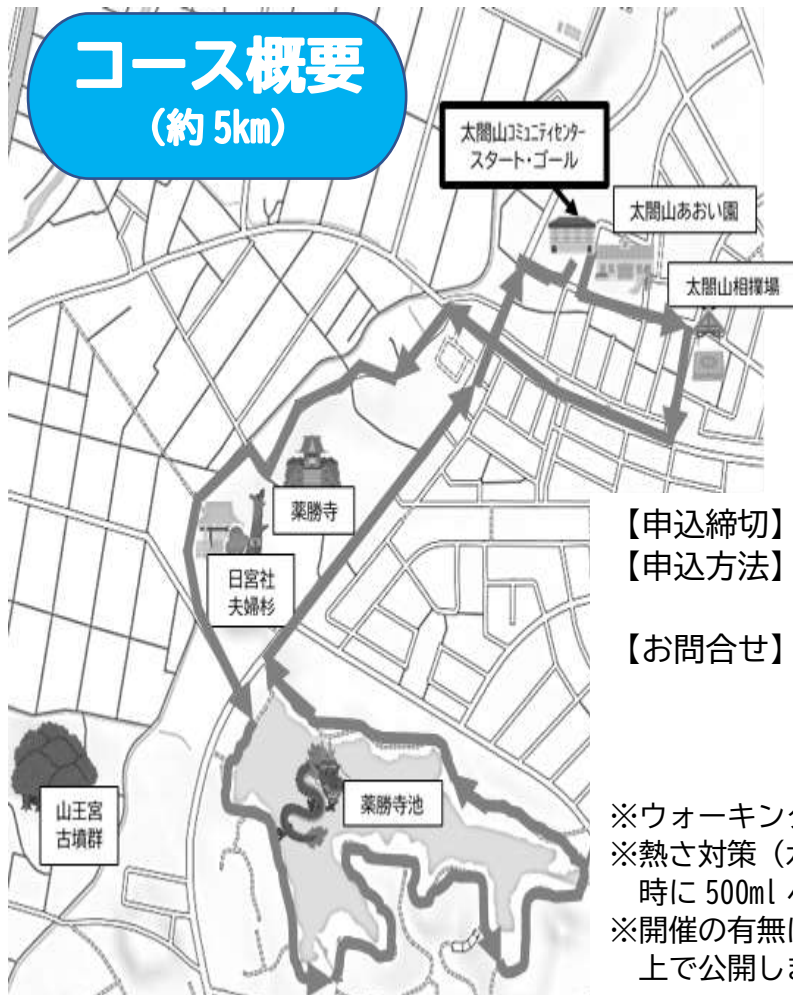 コース概要
（約 5km）
太閤山ｺﾐｭﾆﾃｨｾﾝﾀｰ
スタート・ゴール
太閤山あおい園
太閤山相撲場
薬勝寺
日宮社
夫婦杉
山王宮
古墳群
薬勝寺池
【申込締切】
【申込方法】
【お問合せ】
※ウォーキング
※熱さ対策（
時に 500ml
※開催の有無
上で公開しま